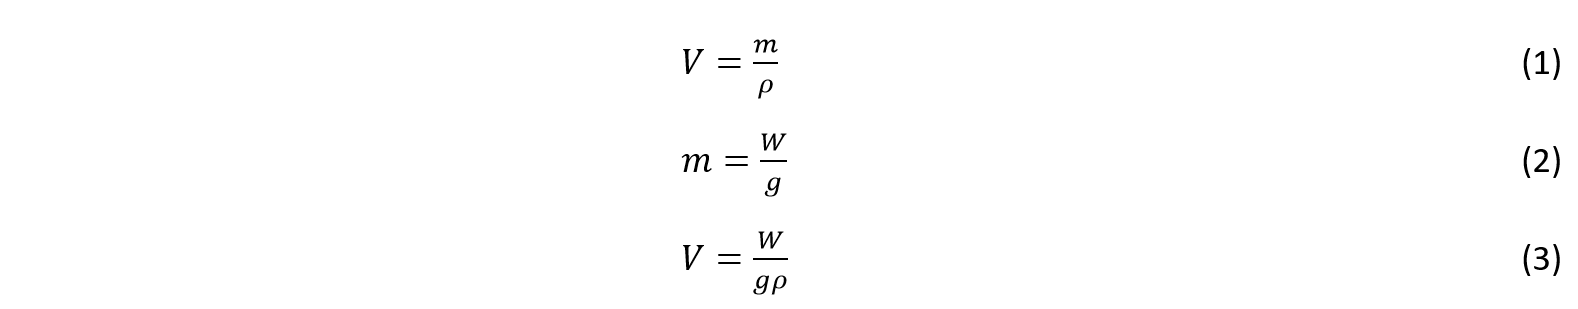 V = m/ρ (1)
m = W/g (2)
V = W/gρ (3)